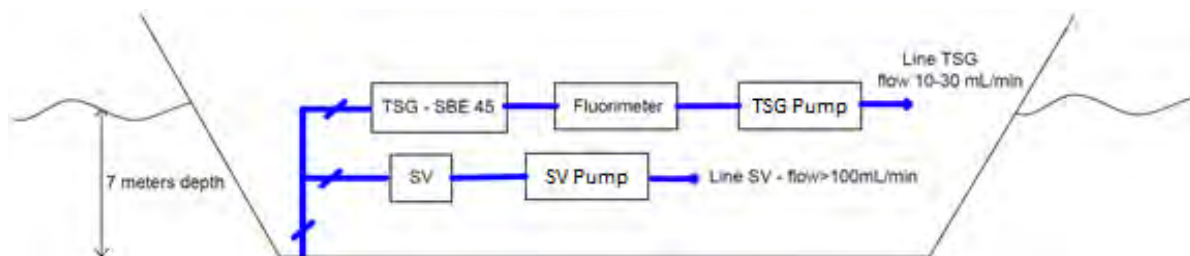 Line TSG
flow 10-30 mL/min
TSG - SBE 45
Fluorimeter
TSG Pump
7 meters depth
SV
SV Pump
Line SV - flow>100mL/min